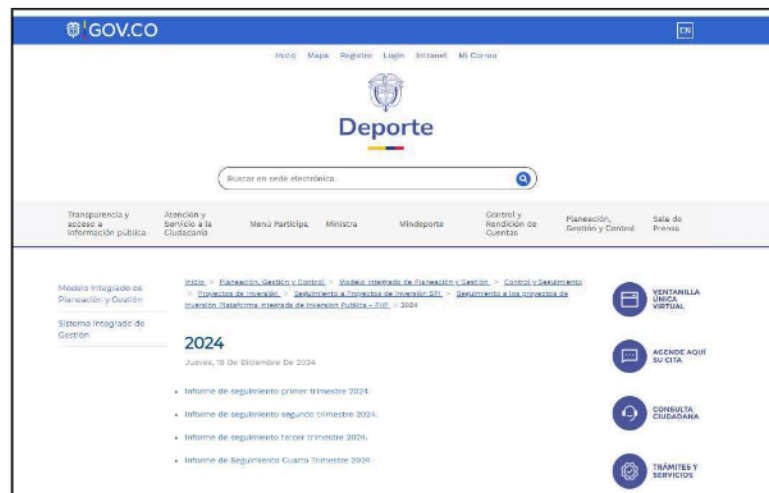 GOV.CO
EN
Inicio Mapa Registro Login Intranet Mi Correo
Deporte
Buscar en sede electrónica
Transparencia y
acceso a
información pública
Atención y
Servicio a la
Ciudadanía
Menú Participa
Ministra
Mindeporte
Control y
Rendición de
Cuentas
Planeación,
Gestión y Control
Sala de
Prensa
Modelo Integrado de
Planeación y Gestión
Sistema Integrado de
Gestión
Inicio > Planeación, Gestión y Control > Modelo Integrado de Planeación y Gestión > Control y Seguimiento
> Proyectos de Inversión > Seguimiento a Proyectos de Inversión SPI > Seguimiento a los proyectos de
Inversión Plataforma Integrada de Inversión Publica - PIIP > 2024
2024
Jueves, 19 De Diciembre De 2024
• Informe de seguimiento primer trimestre 2024.
• Informe de seguimiento segundo trimestre 2024.
• Informe de seguimiento tercer trimestre 2024.
• Informe de Seguimiento Cuarto Trimestre 2024
VENTANILLA
ÚNICA
VIRTUAL
AGENDE AQUÍ
SU CITA
CONSULTA
CIUDADANA
TRÁMITES Y
SERVICIOS